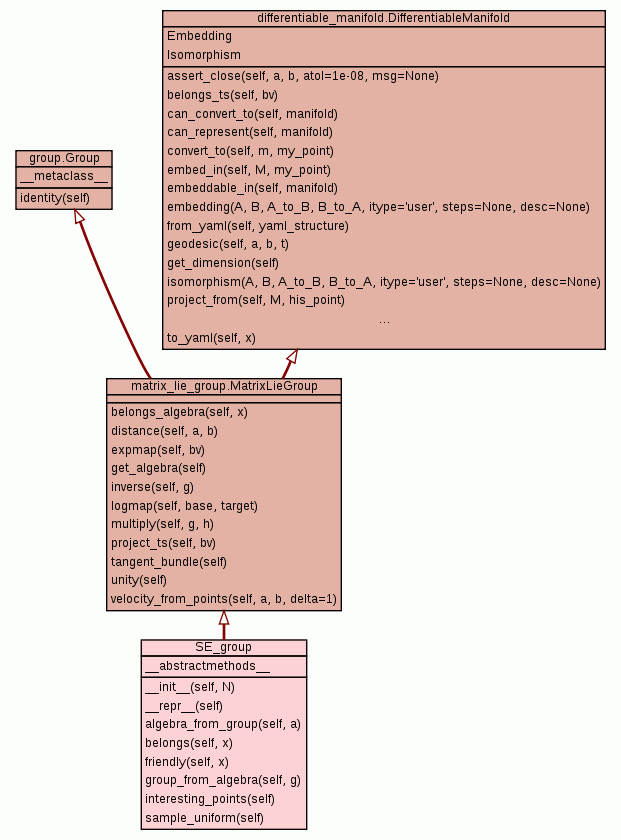 differentiable_manifold.DifferentiableManifold
Embedding
Isomorphism
assert_close(self, a, b, atol=1e-08, msg=None)
belongs_ts(self, bv)
can_convert_to(self, manifold)
can_represent(self, manifold)
convert_to(self, m, my_point)
embed_in(self, M, my_point)
embeddable_in(self, manifold)
embedding(A, B, A_to_B, B_to_A, itype='user', steps=None, desc=None)
from_yaml(self, yaml_structure)
geodesic(self, a, b, t)
get_dimension(self)
isomorphism(A, B, A_to_B, B_to_A, itype='user', steps=None, desc=None)
project_from(self, M, his_point)
...
to_yaml(self, x)
group.Group
__metaclass__
identity(self)
matrix_lie_group.MatrixLieGroup
belongs_algebra(self, x)
distance(self, a, b)
expmap(self, bv)
get_algebra(self)
inverse(self, g)
logmap(self, base, target)
multiply(self, g, h)
project_ts(self, bv)
tangent_bundle(self)
unity(self)
velocity_from_points(self, a, b, delta=1)
SE_group
__abstractmethods__
__init__(self, N)
__repr__(self)
algebra_from_group(self, a)
belongs(self, x)
friendly(self, x)
group_from_algebra(self, g)
interesting_points(self)
sample_uniform(self)